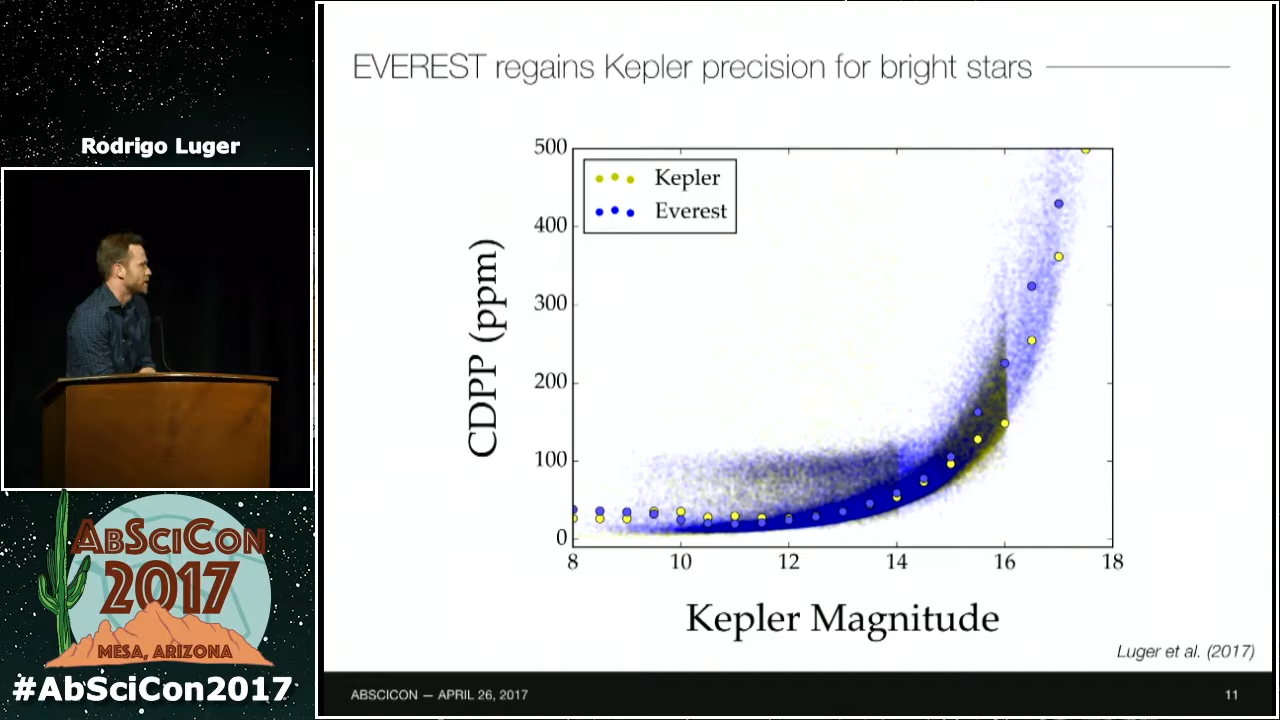 EVEREST regains Kepler precision for bright stars
Rodrigo Luger
Kepler
Everest
500
400
300
200
100
0
CDPP (ppm)
8
10
12
14
16
18
Kepler Magnitude
Luger et al. (2017)
ABSCICON — APRIL 26, 2017
11
ABSCICON
2017
MESA, ARIZONA
#AbSciCon2017